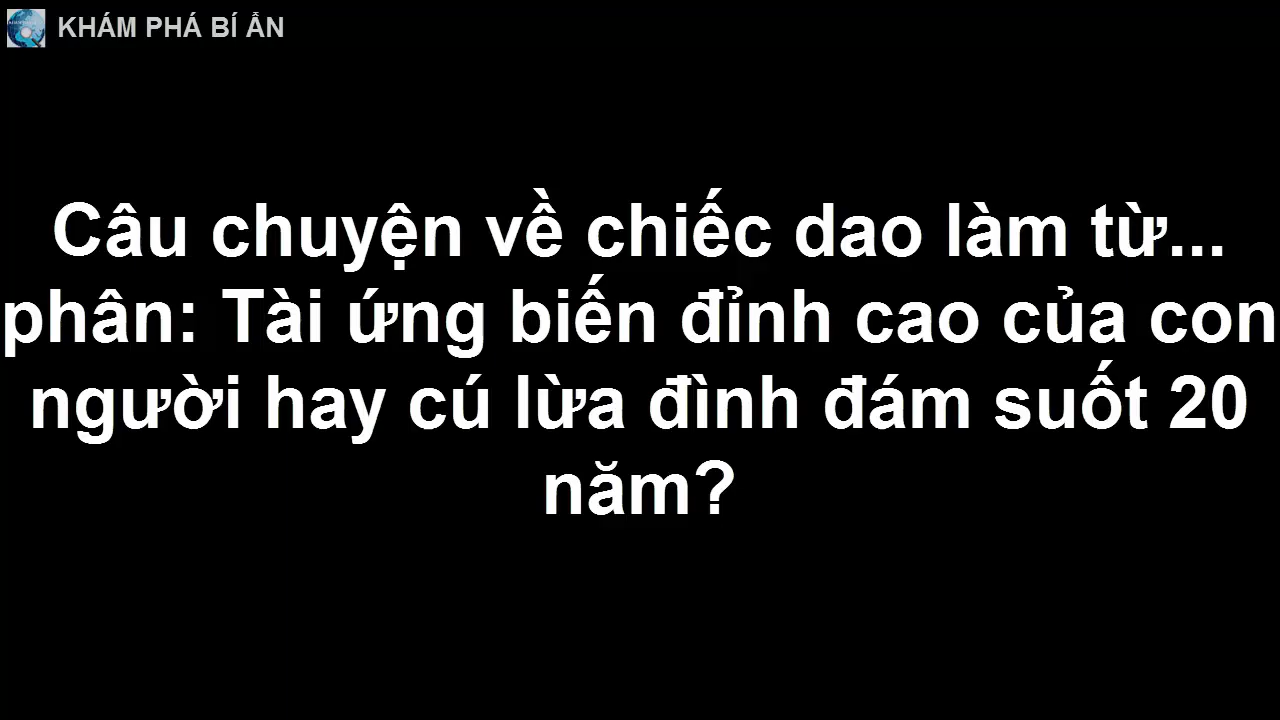 KHÁM PHÁ BÍ ẨN
Câu chuyện về chiếc dao làm từ...
phân: Tài ứng biến đỉnh cao của con
người hay cú lừa đình đám suốt 20
năm?